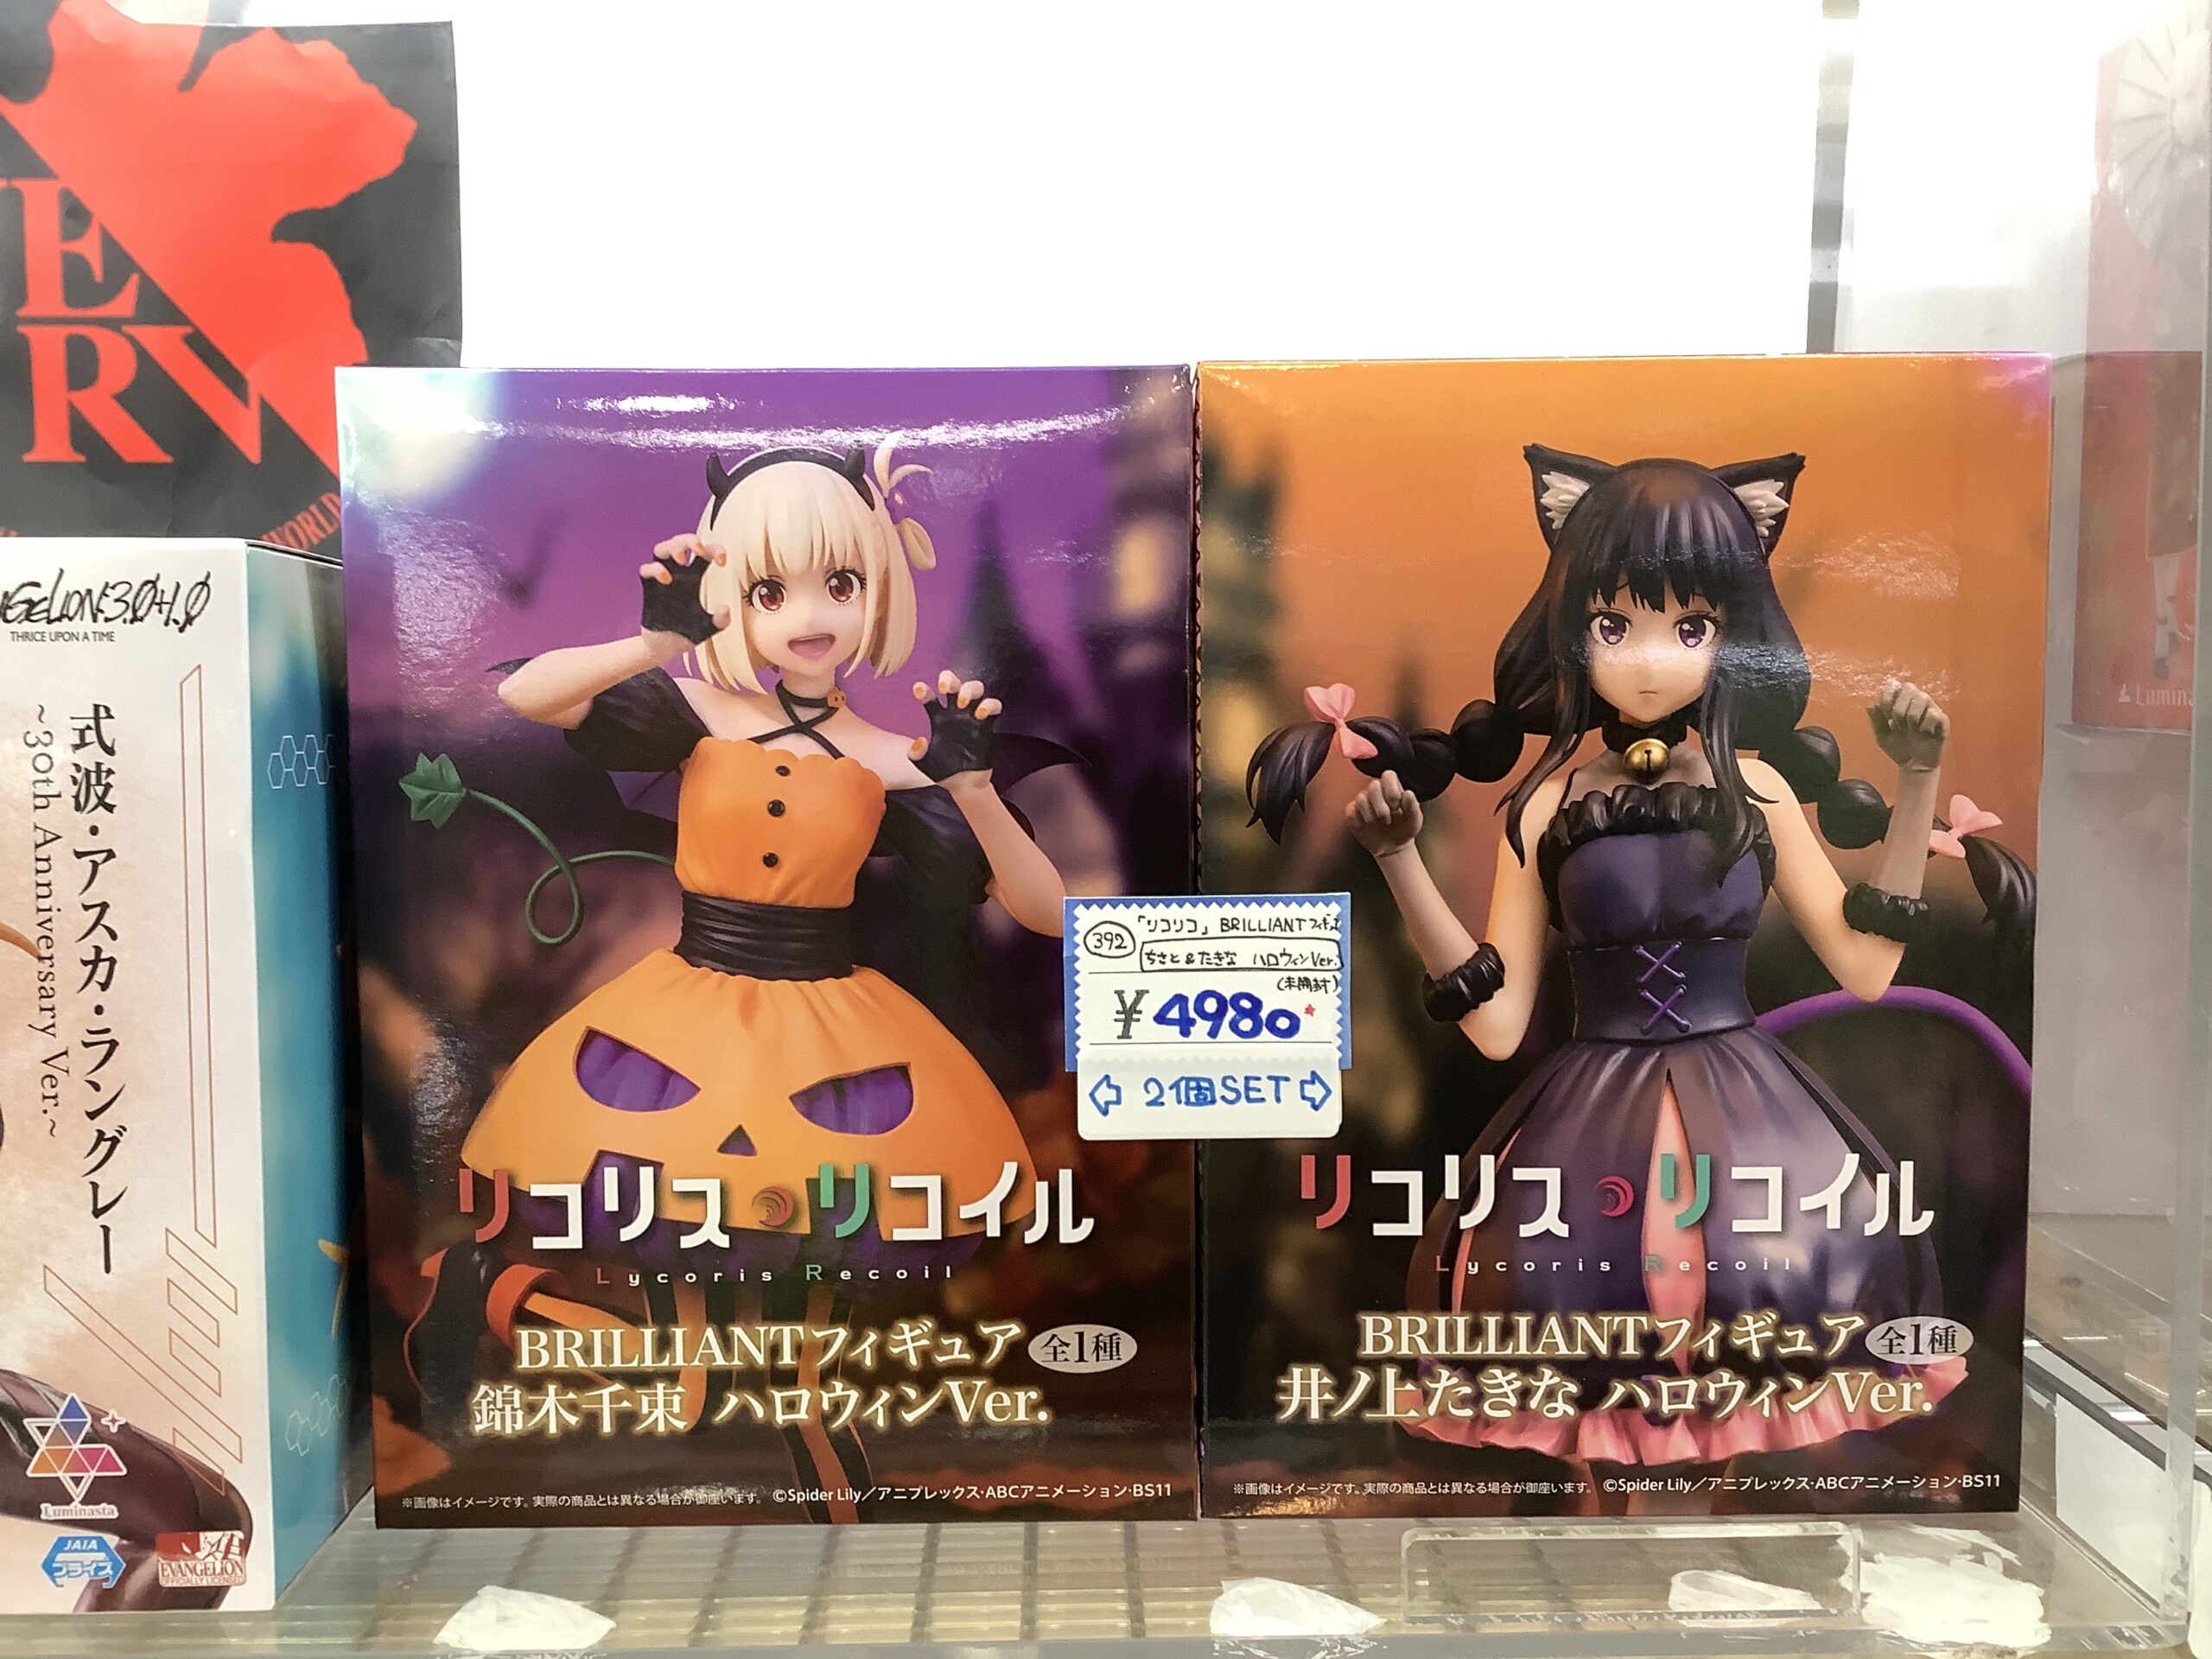 ERV
WORLD
THRICE UPON A TIME
式波・アスカ・ラングレー
~30th Anniversary Ver.~
Luminasta
JAIA
プライズ
EVANGELION
OFFICIALLY LICENSED
リコリス・リコイル
Lycoris Recoil
BRILLIANTフィギュア 全1種
錦木千束 ハロウィンVer.
※画像はイメージです。実際の商品とは異なる場合が御座います。 ©Spider Lily／アニプレックス・ABCアニメーション・BS11
392 「リコリコ」 BRILLIANTフィギュア
ちさと&たきな ハロウィンVer.
(未開封)
¥4980
2個SET
リコリス・リコイル
Lycoris Recoil
BRILLIANTフィギュア 全1種
井ノ上たきな ハロウィンVer.
※画像はイメージです。実際の商品とは異なる場合が御座います。 ©Spider Lily／アニプレックス・ABCアニメーション・BS11